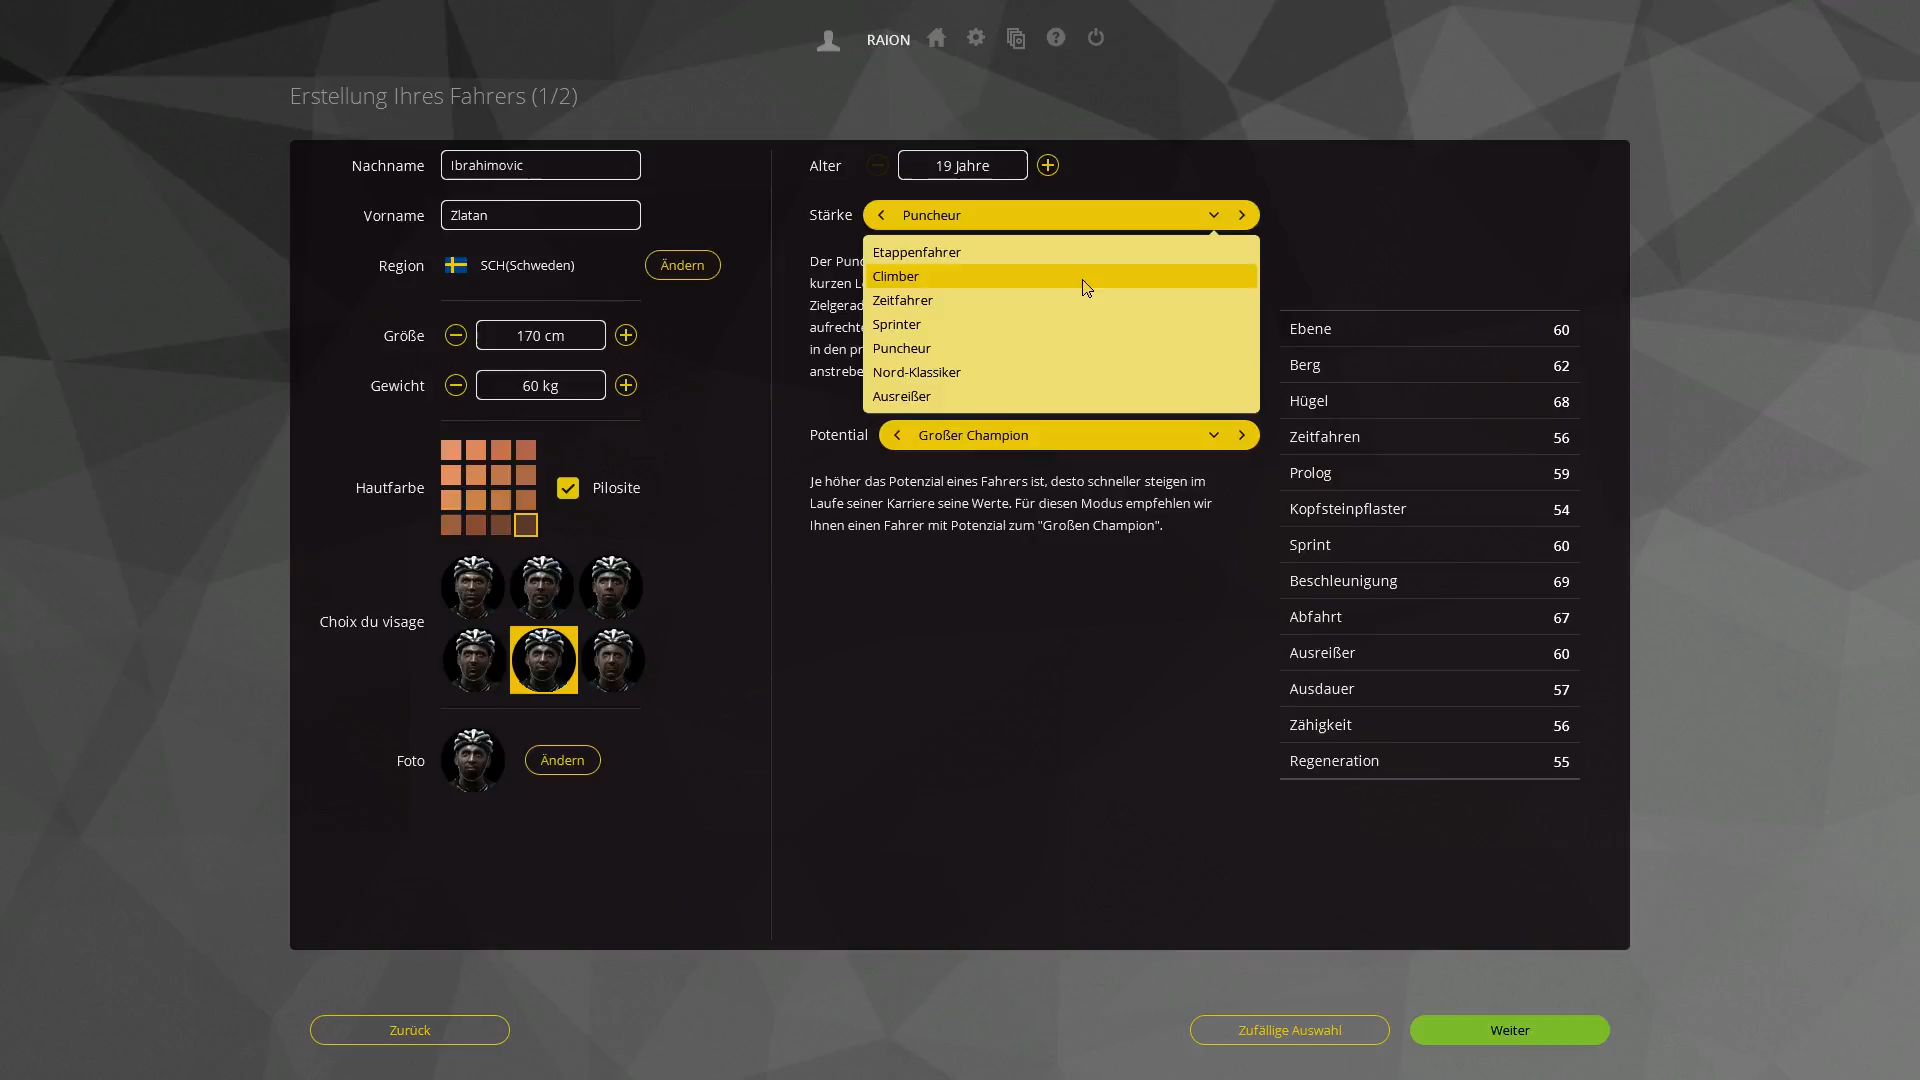 RAION
Erstellung Ihres Fahrers (1/2)
Nachname
Ibrahimovic
Vorname
Zlatan
Region
SCH(Schweden)
Ändern
Größe
170 cm
Gewicht
60 kg
Hautfarbe
Pilosite
Choix du visage
Foto
Ändern
Alter
19 Jahre
Stärke
Puncheur
Etappenfahrer
Climber
Zeitfahrer
Sprinter
Puncheur
Nord-Klassiker
Ausreißer
Der
kurzen
in den
Potential
Großer Champion
Je höher das Potenzial eines Fahrers ist, desto schneller steigen im
Laufe seiner Karriere seine Werte. Für diesen Modus empfehlen wir
Ihnen einen Fahrer mit Potenzial zum "Großen Champion".
Ebene 60
Berg 62
Hügel 68
Zeitfahren 56
Prolog 59
Kopfsteinpflaster 54
Sprint 60
Beschleunigung 69
Abfahrt 67
Ausreißer 60
Ausdauer 57
Zähigkeit 56
Regeneration 55
Zurück
Zufällige Auswahl
Weiter